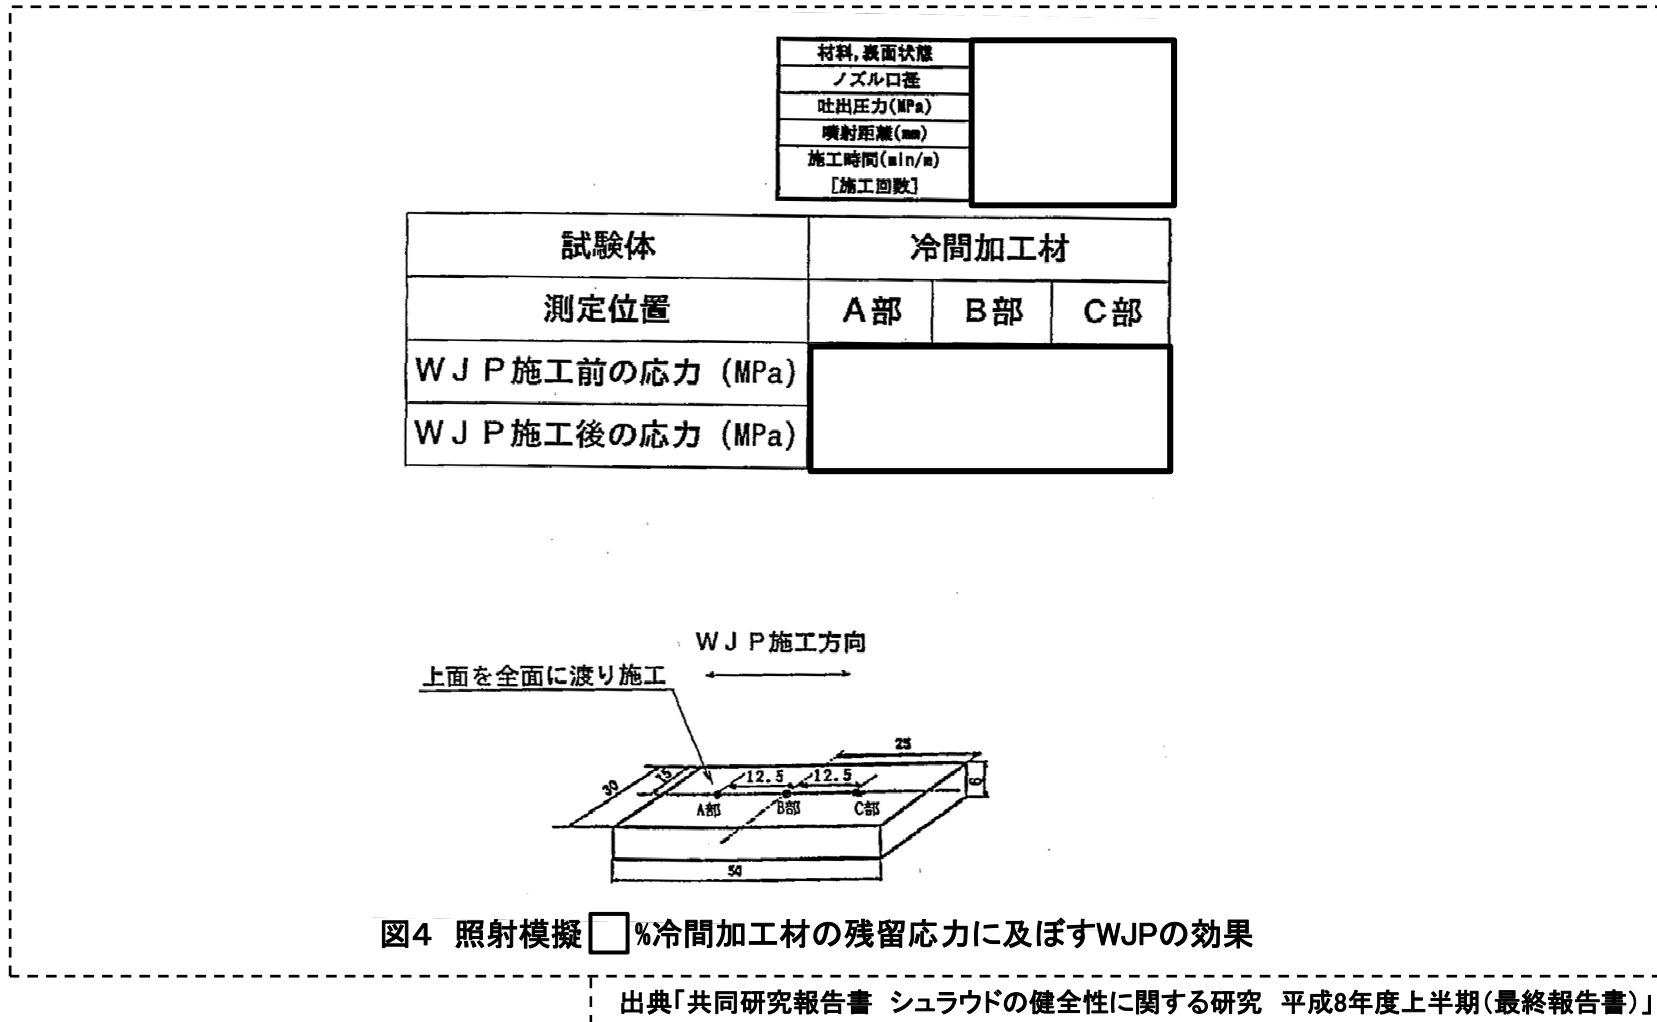 材料,表面状態
ノズル口径
吐出圧力(MPa)
噴射距離(mm)
施工時間(min/m)
[施工回数]
試験体 冷間加工材
測定位置 A部 B部 C部
WJP施工前の応力 (MPa)
WJP施工後の応力 (MPa)
WJP施工方向
上面を全面に渡り施工
25
30 15 12.5 12.5 6
A部 B部 C部
50
図4 照射模擬 %冷間加工材の残留応力に及ぼすWJPの効果
出典「共同研究報告書 シュラウドの健全性に関する研究 平成8年度上半期(最終報告書)」